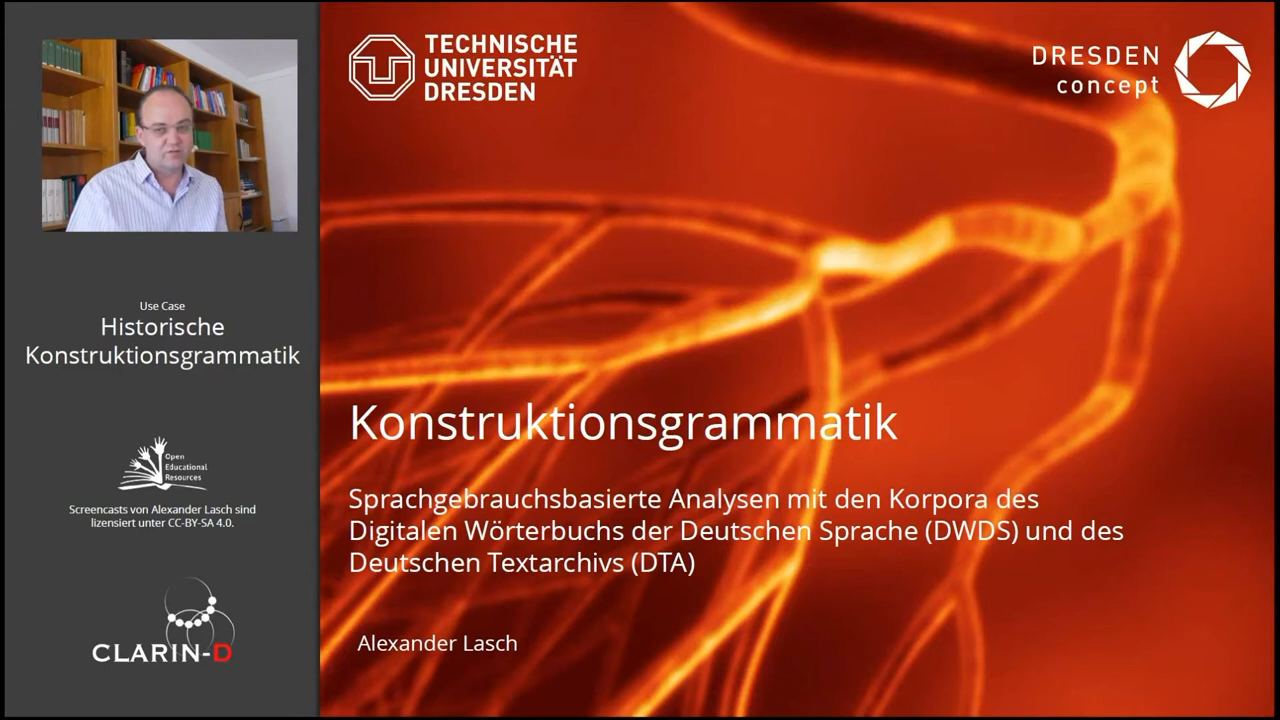 Use Case
Historische
Konstruktionsgrammatik
Open
Educational
Resources
Screencasts von Alexander Lasch sind
lizensiert unter CC-BY-SA 4.0.
CLARIN-D
TECHNISCHE
UNIVERSITÄT
DRESDEN
DRESDEN
concept
Konstruktionsgrammatik
Sprachgebrauchsbasierte Analysen mit den Korpora des
Digitalen Wörterbuchs der Deutschen Sprache (DWDS) und des
Deutschen Textarchivs (DTA)
Alexander Lasch